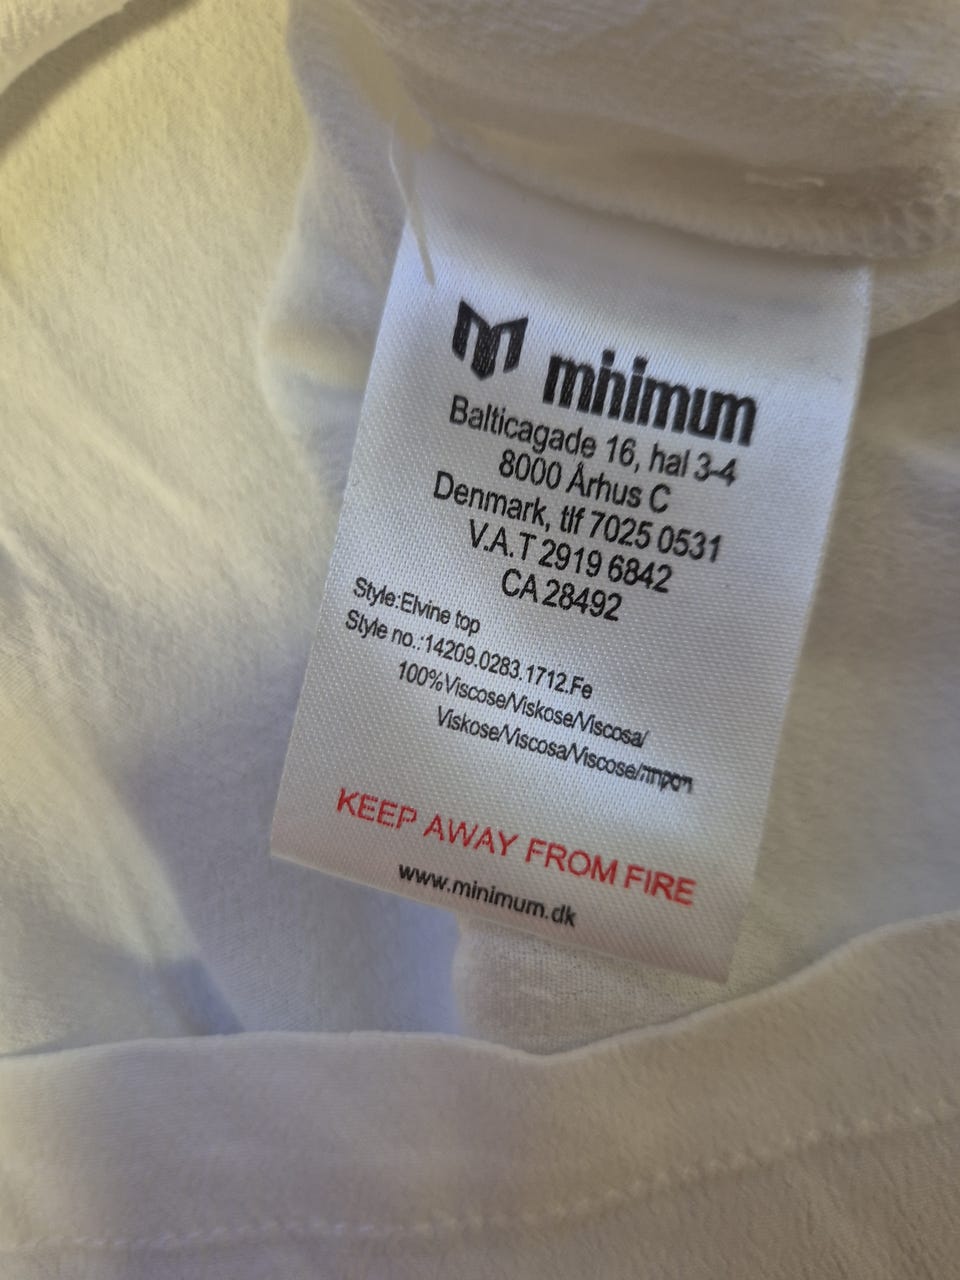 minimum
Balticagade 16, hal 3-4
8000 Århus C
Denmark, tlf 7025 0531
V.A.T 2919 6842
CA 28492
Style:Elvine top
Style no.:14209.0283.1712.Fe
100%Viscose/Viskose/Viscosa/
Viskose/Viscosa/Viscose/
KEEP AWAY FROM FIRE
www.minimum.dk